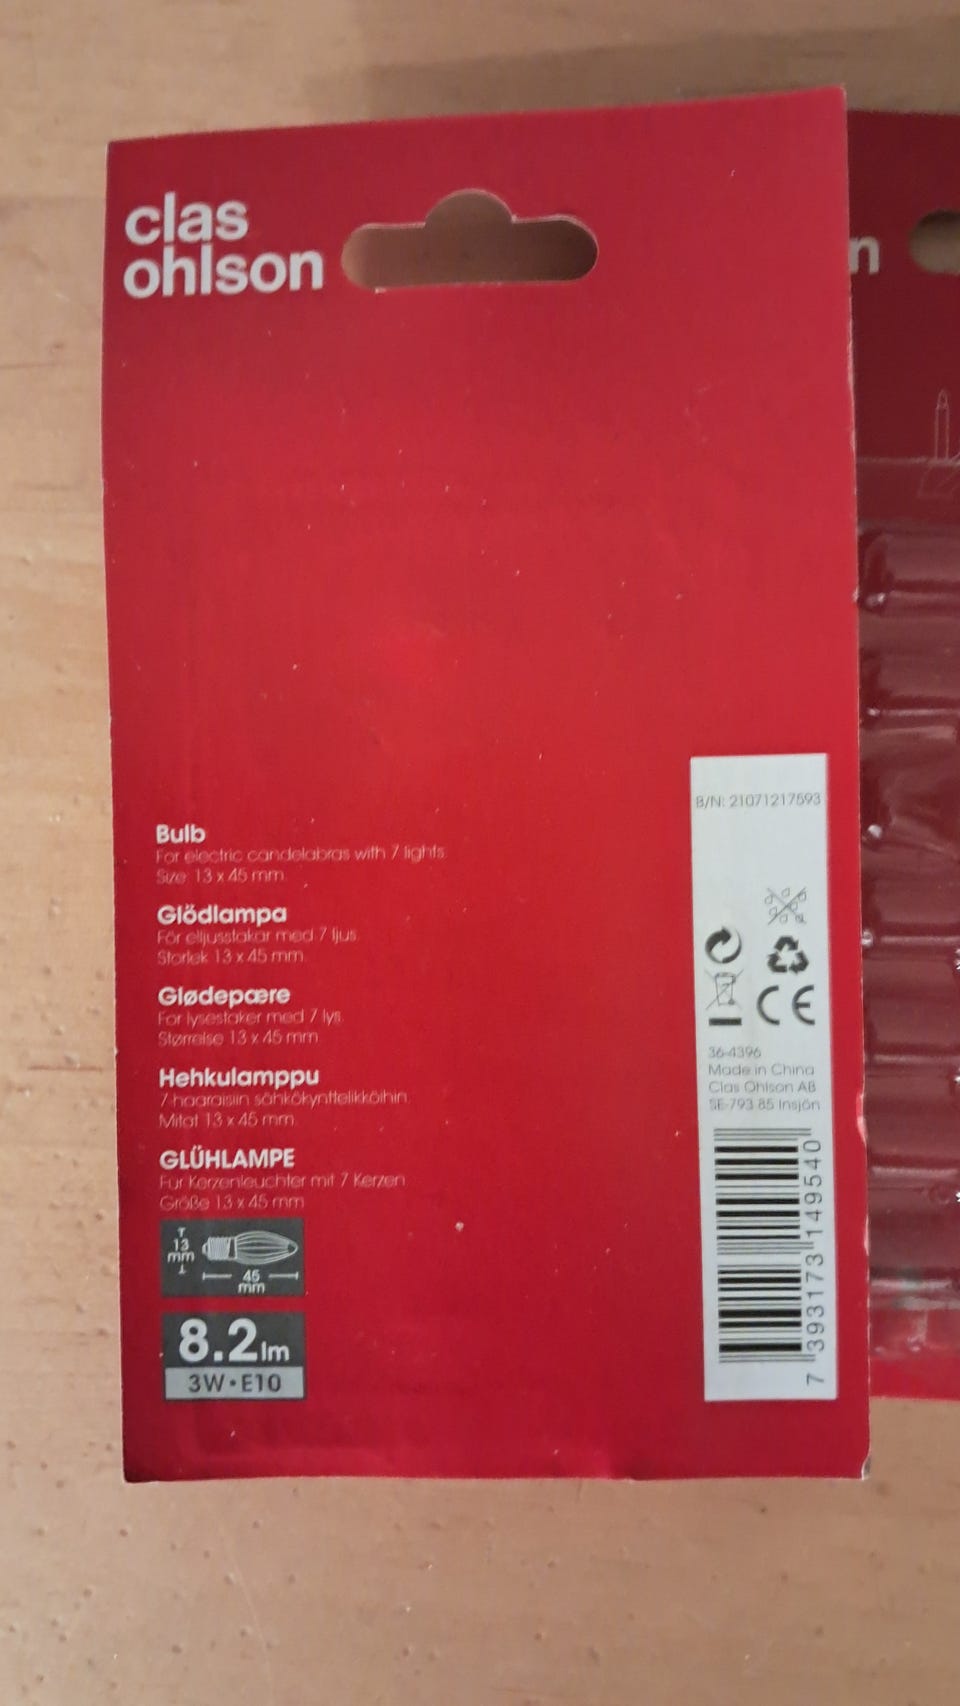 clas
ohlson
n
Bulb
For electric candelabras with 7 lights.
Size: 13 x 45 mm.
Glödlampa
För elljusstakar med 7 ljus.
Storlek 13 x 45 mm.
Glødepære
For lysestaker med 7 lys.
Størrelse 13 x 45 mm.
Hehkulamppu
7-haaraisiin sähkökynttelikköihin.
Mitat 13 x 45 mm.
GLÜHLAMPE
Für Kerzenleuchter mit 7 Kerzen
Größe 13 x 45 mm
13
mm
45
mm
8.2lm
3W•E10
B/N: 21071217593
CE
36-4396
Made in China
Clas Ohlson AB
SE-793 85 Insjön
7 393173 149540